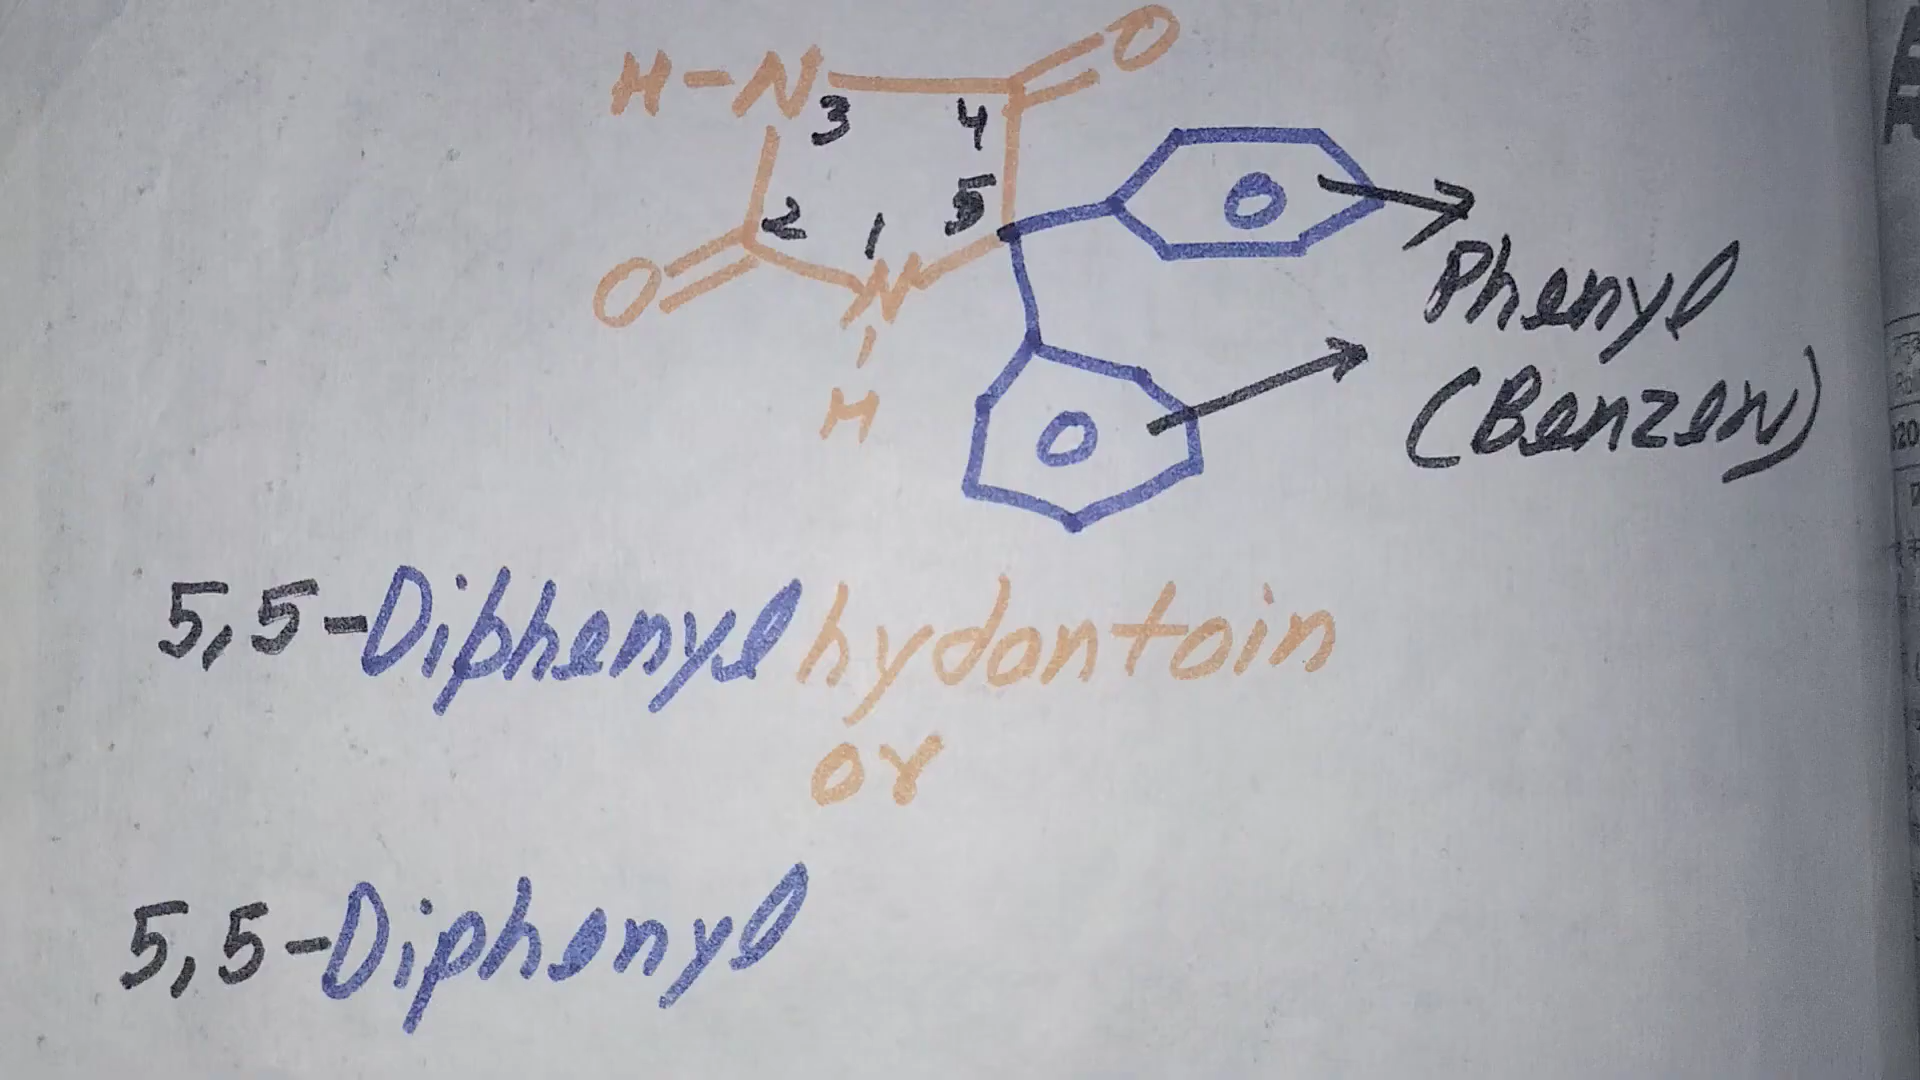 H-N
O
3
4
2
1
5
O
N
H
O
O
Phenyl
(Benzen)
5,5-Diphenyl hydantoin
or
5,5-Diphenyl